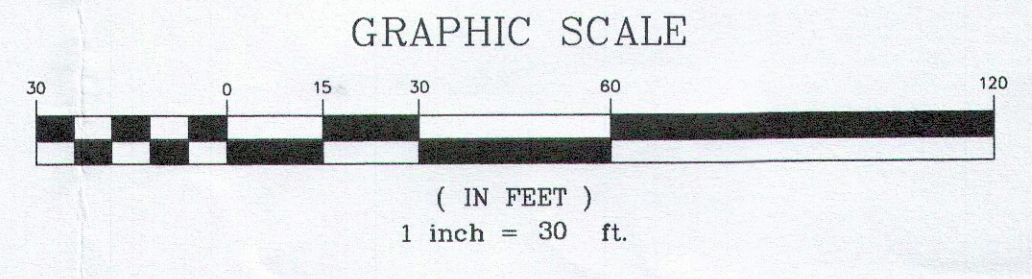 GRAPHIC SCALE
30 0 15 30 60 120
( IN FEET )
1 inch = 30 ft.